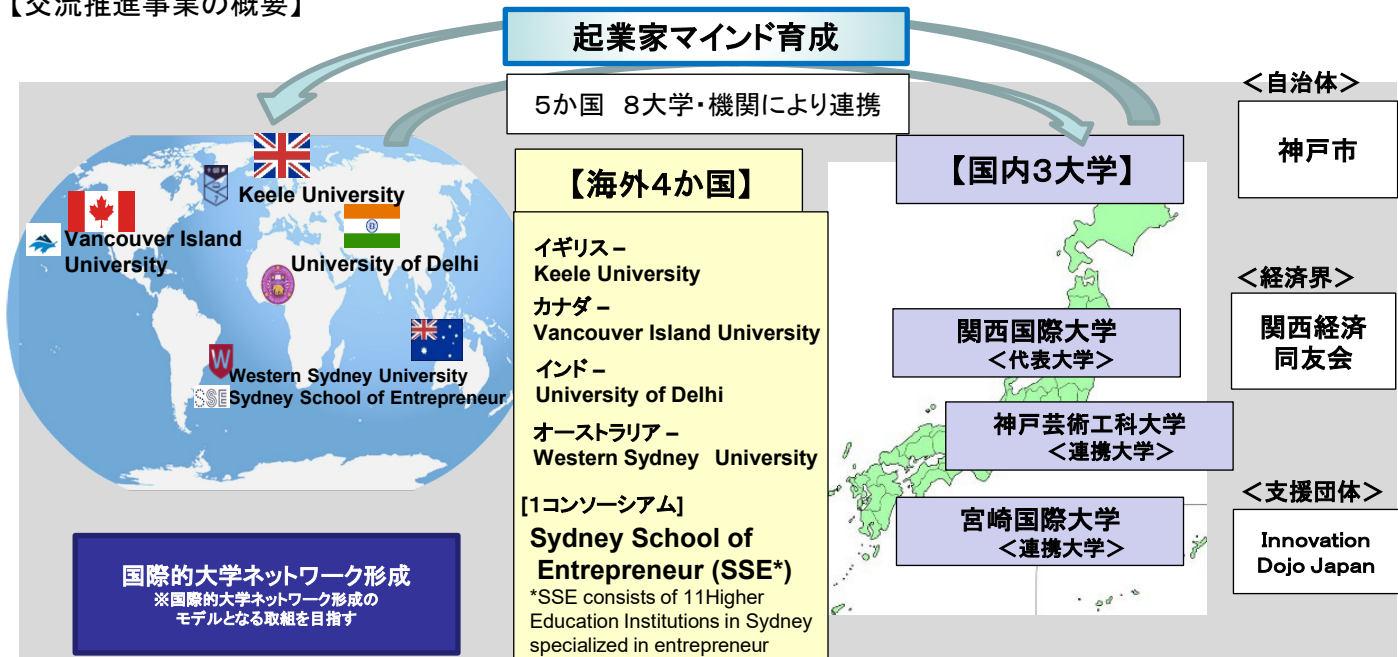 【交流推進事業の概要】
起業家マインド育成
5か国 8大学・機関により連携
Keele University
Vancouver Island
University
University of Delhi
Western Sydney University
SSE Sydney School of Entrepreneur
国際的大学ネットワーク形成
※国際的大学ネットワーク形成の
モデルとなる取組を目指す
【海外4か国】
イギリス –
Keele University
カナダ –
Vancouver Island University
インド –
University of Delhi
オーストラリア –
Western Sydney University
[1コンソーシアム]
Sydney School of
Entrepreneur (SSE*)
*SSE consists of 11Higher
Education Institutions in Sydney
specialized in entrepreneur
【国内3大学】
関西国際大学
<代表大学>
神戸芸術工科大学
<連携大学>
宮崎国際大学
<連携大学>
<自治体>
神戸市
<経済界>
関西経済
同友会
<支援団体>
Innovation
Dojo Japan